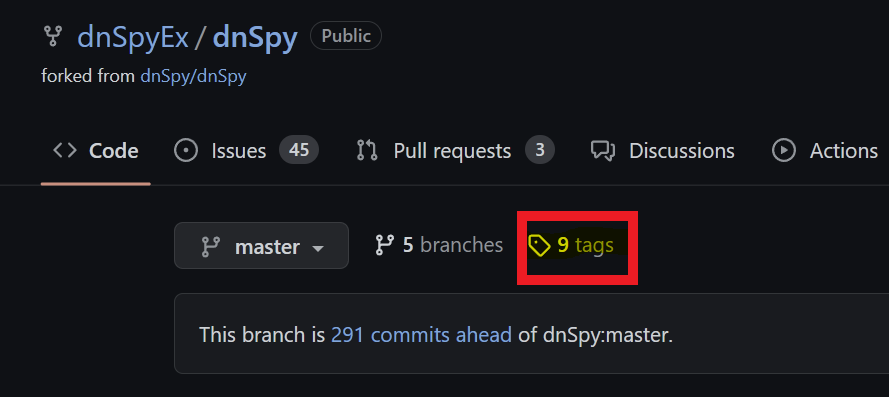 dnSpyEx / dnSpy Public
forked from dnSpy/dnSpy
Code Issues 45 Pull requests 3 Discussions Actions
master 5 branches 9 tags
This branch is 291 commits ahead of dnSpy:master.